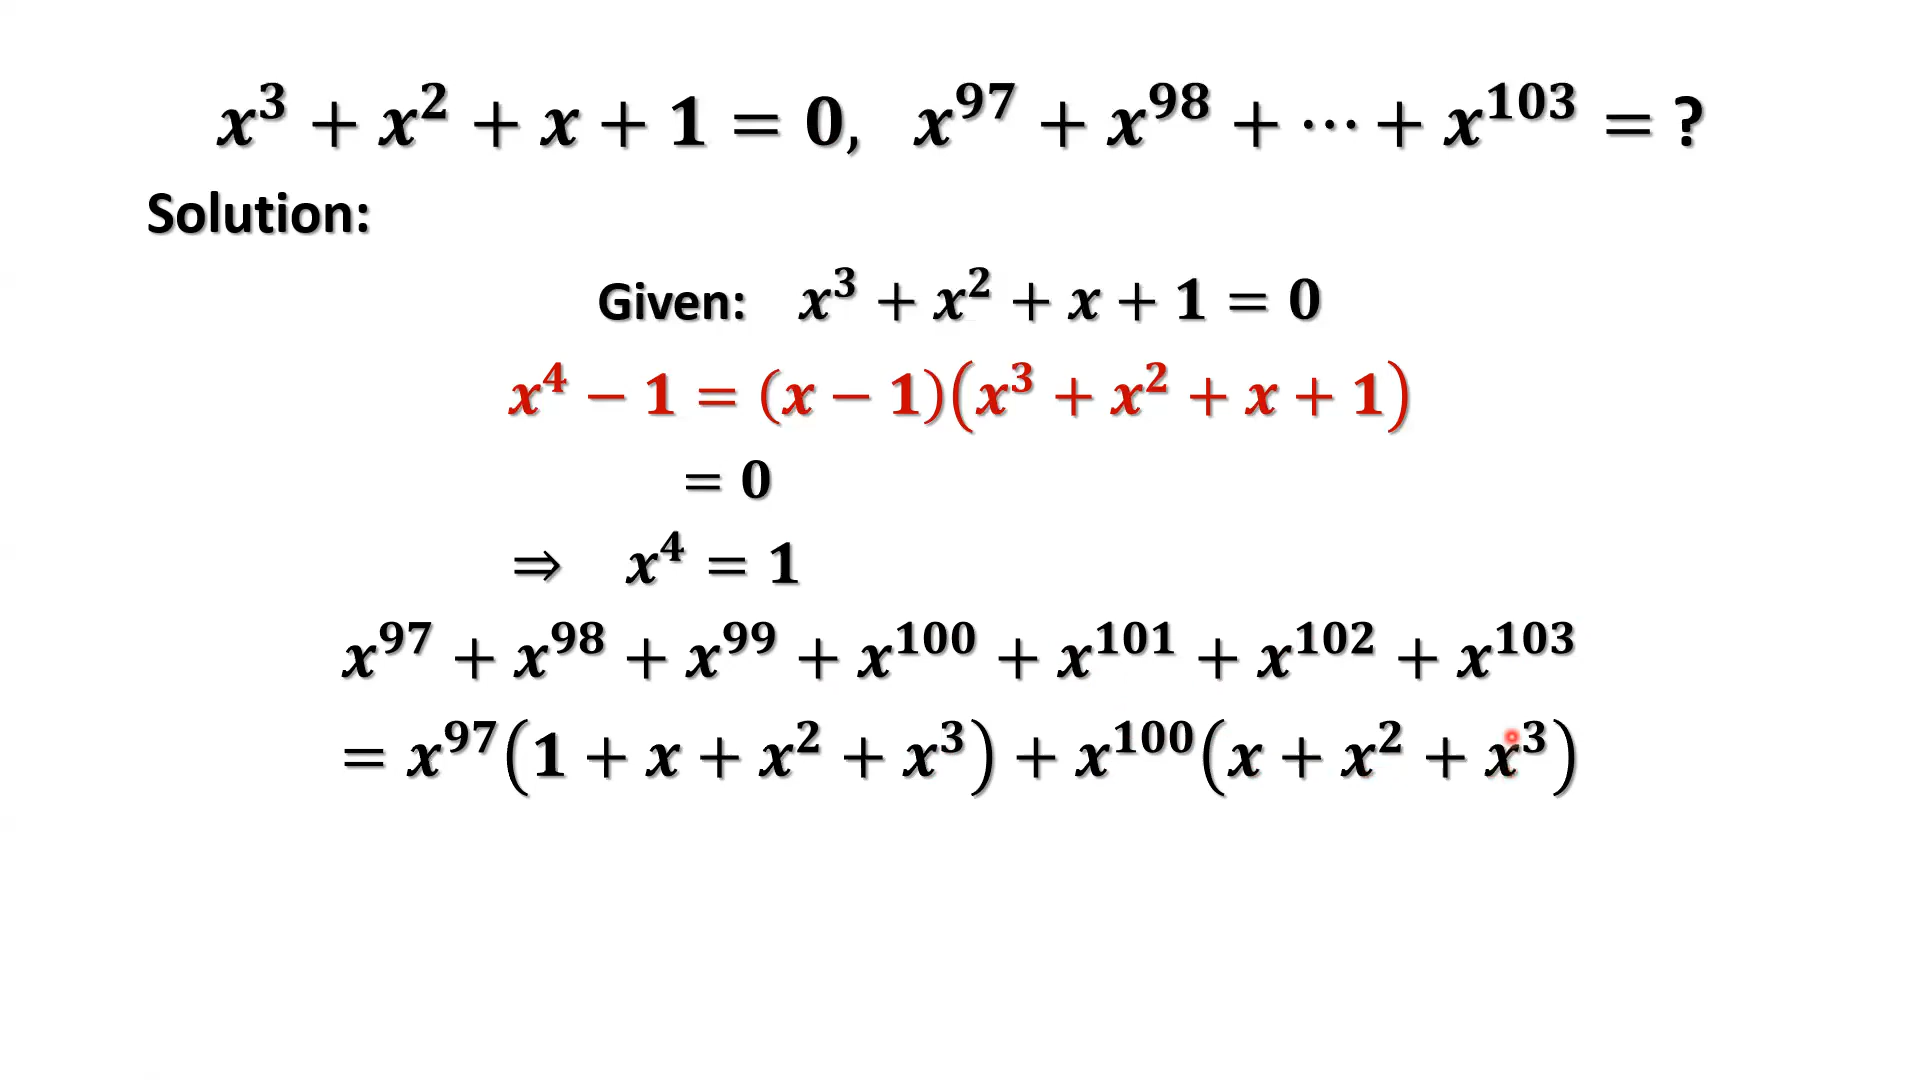 x³ + x² + x + 1 = 0, x⁹⁷ + x⁹⁸ + ⋯ + x¹⁰³ = ?
Solution:
Given: x³ + x² + x + 1 = 0
x⁴ − 1 = (x − 1)(x³ + x² + x + 1)
= 0
⇒ x⁴ = 1
x⁹⁷ + x⁹⁸ + x⁹⁹ + x¹⁰⁰ + x¹⁰¹ + x¹⁰² + x¹⁰³
= x⁹⁷(1 + x + x² + x³) + x¹⁰⁰(x + x² + x³)